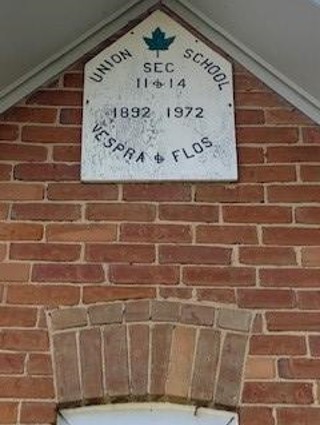 UNION SCHOOL
SEC
11 & 14
1892 1972
VESPRA & FLOS